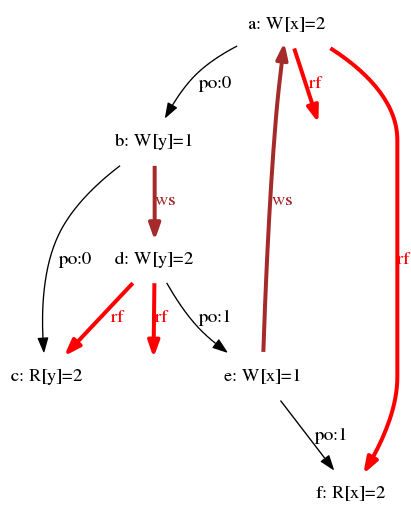 a: W[x]=2
po:0
rf
b: W[y]=1
ws
ws
po:0
d: W[y]=2
rf
rf
rf
po:1
c: R[y]=2
e: W[x]=1
po:1
f: R[x]=2